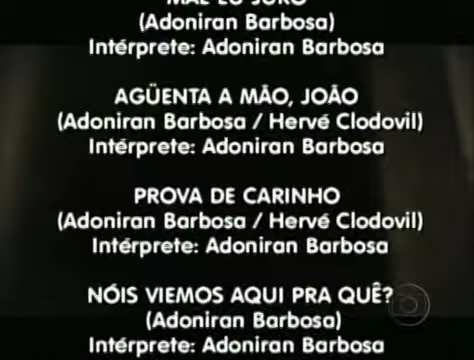 (Adoniran Barbosa)
Intérprete: Adoniran Barbosa
AGÜENTA A MÃO, JOÃO
(Adoniran Barbosa / Hervé Clodovil)
Intérprete: Adoniran Barbosa
PROVA DE CARINHO
(Adoniran Barbosa / Hervé Clodovil)
Intérprete: Adoniran Barbosa
NÓIS VIEMOS AQUI PRA QUÊ?
(Adoniran Barbosa)
Intérprete: Adoniran Barbosa